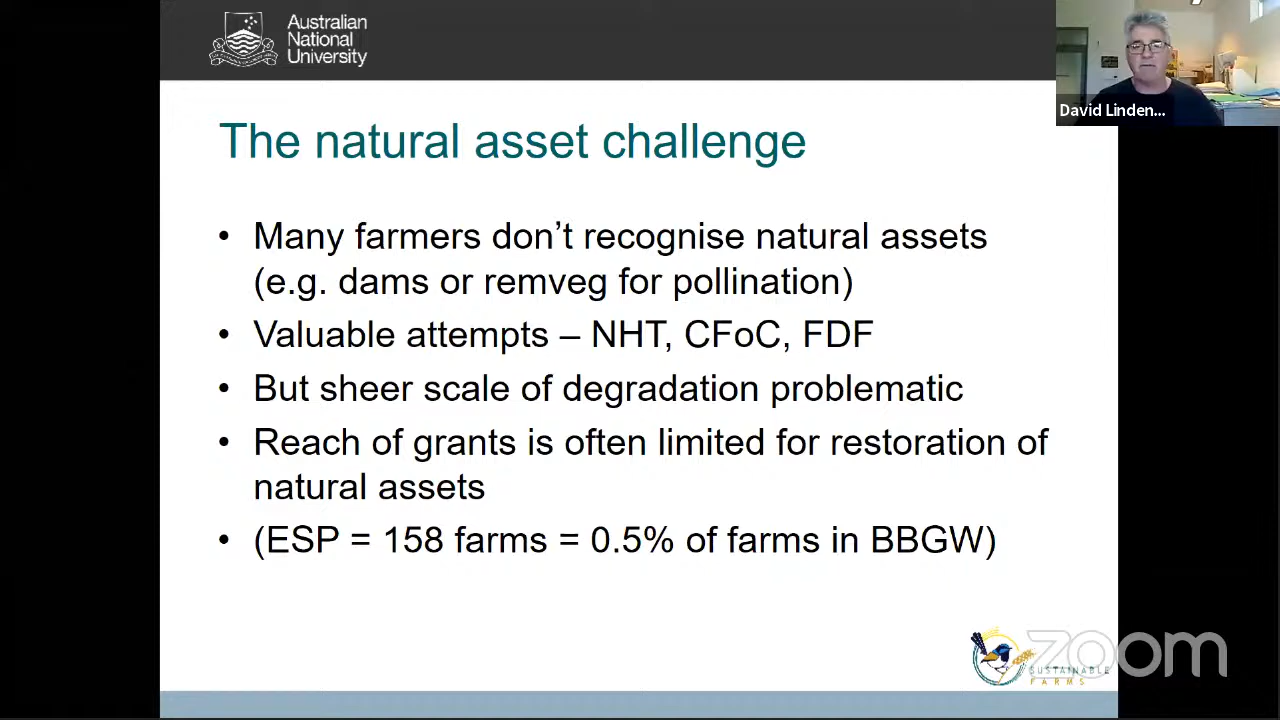 Australian
National
University
David Linden...
The natural asset challenge
• Many farmers don’t recognise natural assets
(e.g. dams or remveg for pollination)
• Valuable attempts – NHT, CFoC, FDF
• But sheer scale of degradation problematic
• Reach of grants is often limited for restoration of
natural assets
• (ESP = 158 farms = 0.5% of farms in BBGW)
zoom
SUSTAINABLE
FARMS